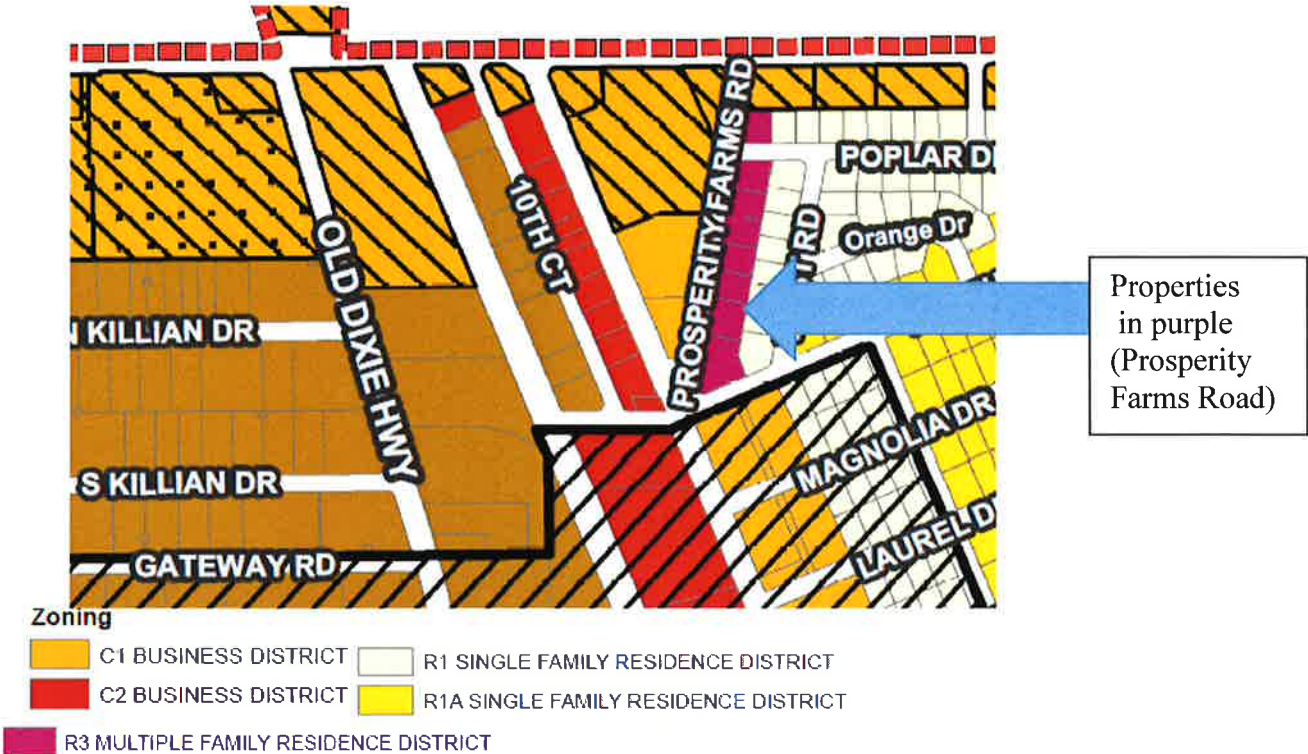 PROSPERITY FARMS RD
POPLAR D
10TH CT
OLD DIXIE HWY
Orange Dr
RD
Properties
in purple
(Prosperity
Farms Road)
N KILLIAN DR
MAGNOLIA DR
S KILLIAN DR
LAUREL D
GATEWAY RD
Zoning
C1 BUSINESS DISTRICT
R1 SINGLE FAMILY RESIDENCE DISTRICT
C2 BUSINESS DISTRICT
R1A SINGLE FAMILY RESIDENCE DISTRICT
R3 MULTIPLE FAMILY RESIDENCE DISTRICT